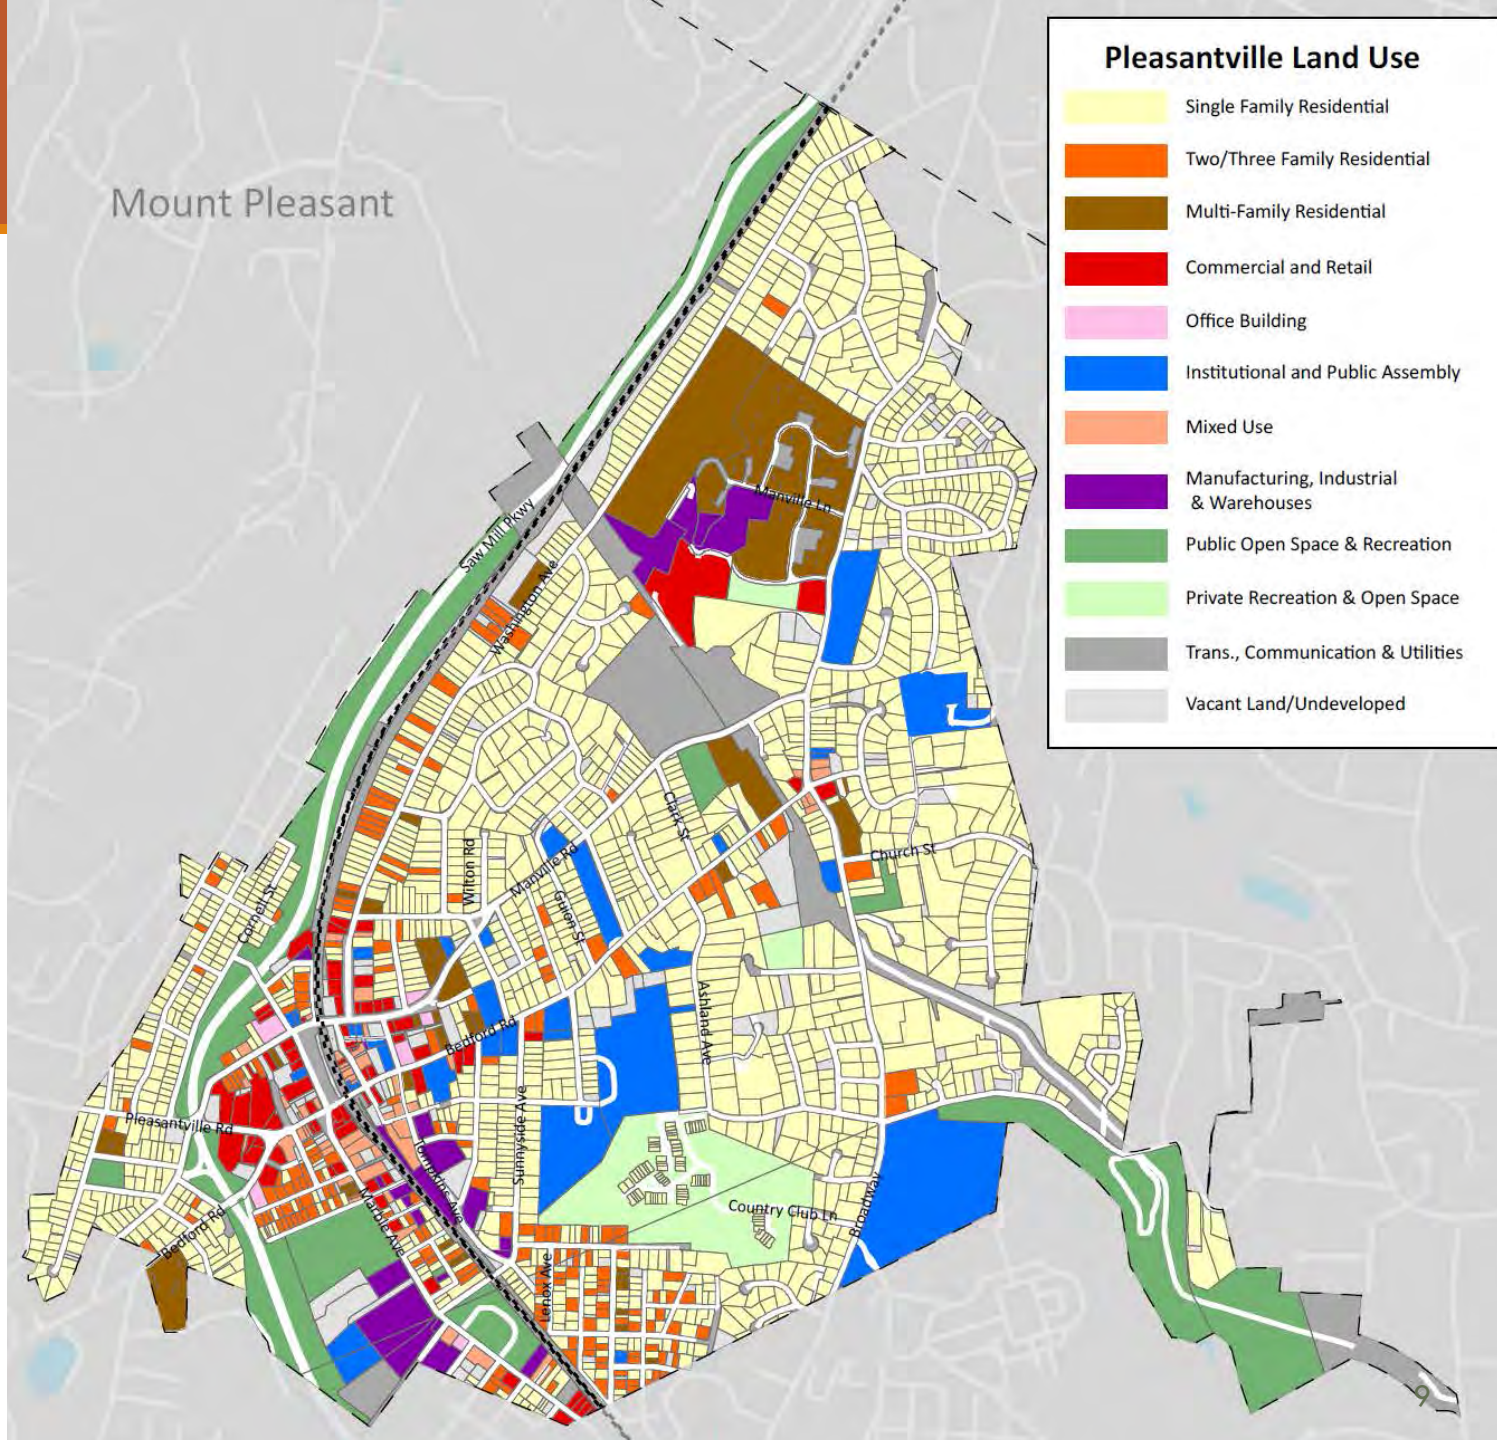 Pleasantville Land Use
Single Family Residential
Two/Three Family Residential
Multi-Family Residential
Commercial and Retail
Office Building
Institutional and Public Assembly
Mixed Use
Manufacturing, Industrial
& Warehouses
Public Open Space & Recreation
Private Recreation & Open Space
Trans., Communication & Utilities
Vacant Land/Undeveloped
Mount Pleasant
Manville Ln
Saw Mill Pkwy
Washington Ave
Clark St
Church St
Wilton Rd
Manville Rd
Guion St
Cornell St
Ashland Ave
Bedford Rd
Sunnyside Ave
Pleasantville Rd
Tompkins Ave
Marble Ave
Country Club Ln
Broadway
Bedford Rd
Lenox Ave
9